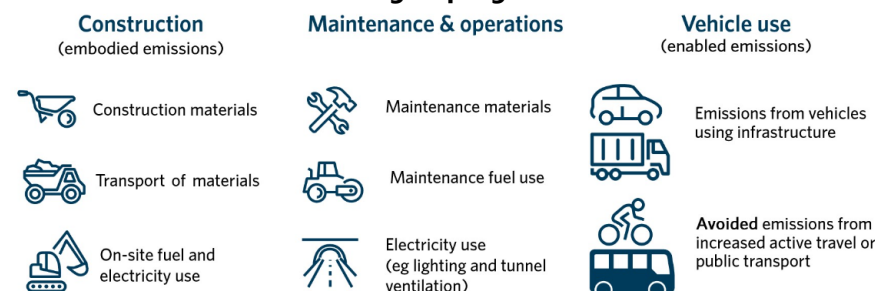 Construction
(embodied emissions)
Construction materials
Transport of materials
On-site fuel and
electricity use
Maintenance & operations
Maintenance materials
Maintenance fuel use
Electricity use
(eg lighting and tunnel
ventilation)
Vehicle use
(enabled emissions)
Emissions from vehicles
using infrastructure
Avoided emissions from
increased active travel or
public transport